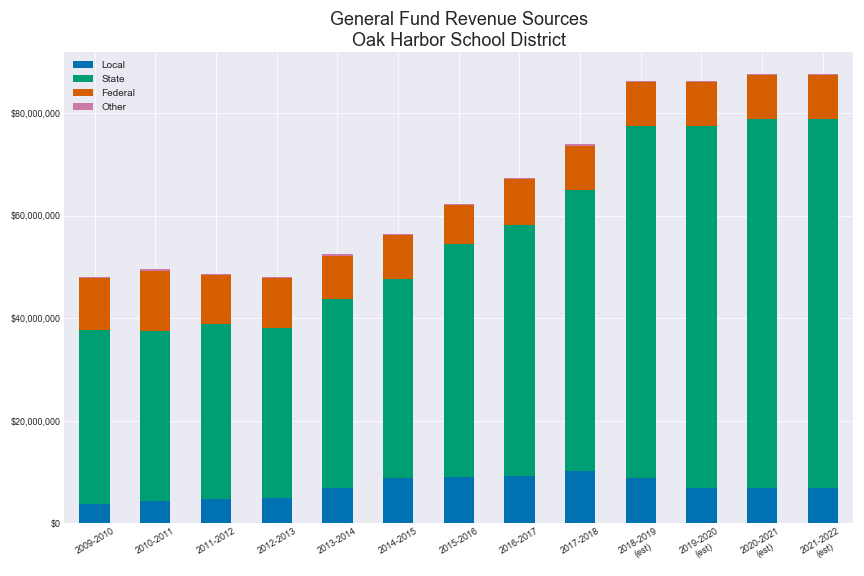 General Fund Revenue Sources
Oak Harbor School District
Local
State
Federal
Other
$80,000,000
$60,000,000
$40,000,000
$20,000,000
$0
2009-2010
2010-2011
2011-2012
2012-2013
2013-2014
2014-2015
2015-2016
2016-2017
2017-2018
2018-2019
(est)
2019-2020
(est)
2020-2021
(est)
2021-2022
(est)